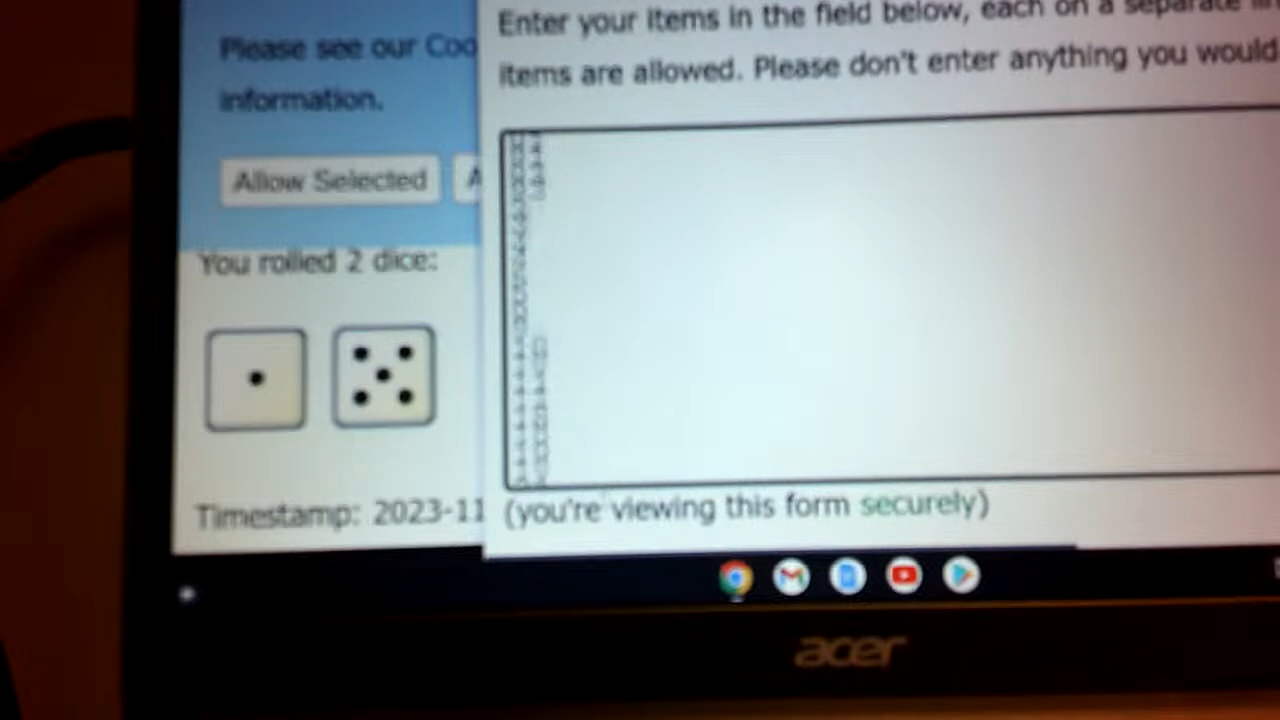 Please see our Coo
information.
Allow Selected
A
You rolled 2 dice:
Timestamp: 2023-11
Enter your items in the field below, each on a separate
items are allowed. Please don't enter anything you would
(you're viewing this form securely)
acer